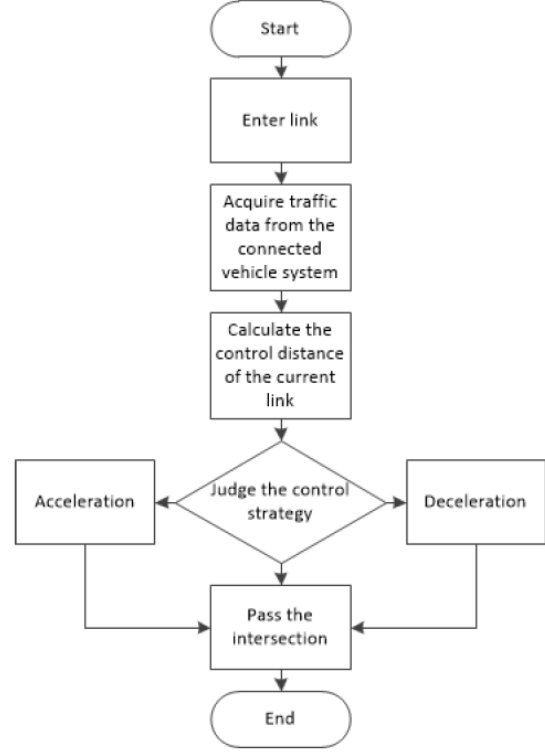 Start
Enter link
Acquire traffic
data from the
connected
vehicle system
Calculate the
control distance
of the current
link
Acceleration
Judge the control
strategy
Deceleration
Pass the
intersection
End